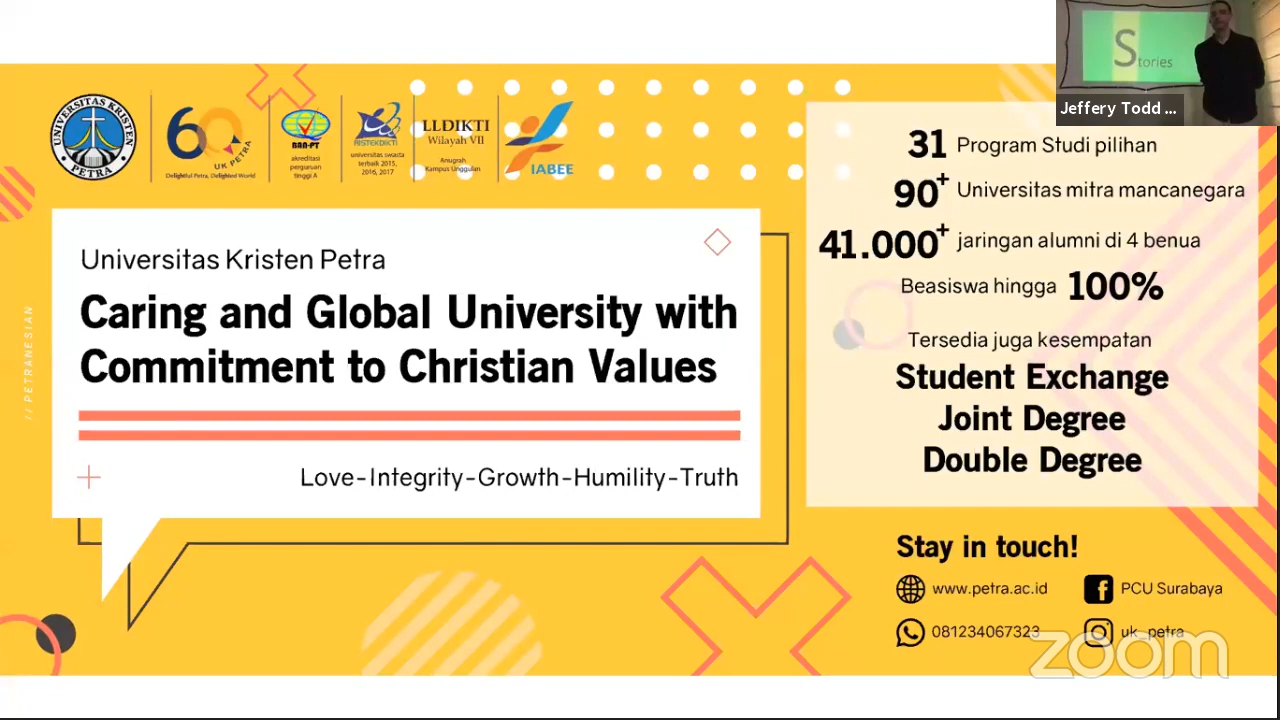 Stories
Jeffery Todd ...
UNIVERSITAS KRISTEN
PETRA
60
UK PETRA
Delightful Petra, Delighted World
BAN-PT
akreditasi
perguruan
tinggi A
RISTEKDIKTI
universitas swasta
terbaik 2015,
2016, 2017
LLDIKTI
Wilayah VII
Anugrah
Kampus Unggulan
IABEE
31 Program Studi pilihan
90+ Universitas mitra mancanegara
41.000+ jaringan alumni di 4 benua
Beasiswa hingga 100%
Tersedia juga kesempatan
Student Exchange
Joint Degree
Double Degree
Universitas Kristen Petra
Caring and Global University with
Commitment to Christian Values
Love-Integrity-Growth-Humility-Truth
// PETRANESIAN
Stay in touch!
www.petra.ac.id
PCU Surabaya
081234067323
uk_petra
zoom